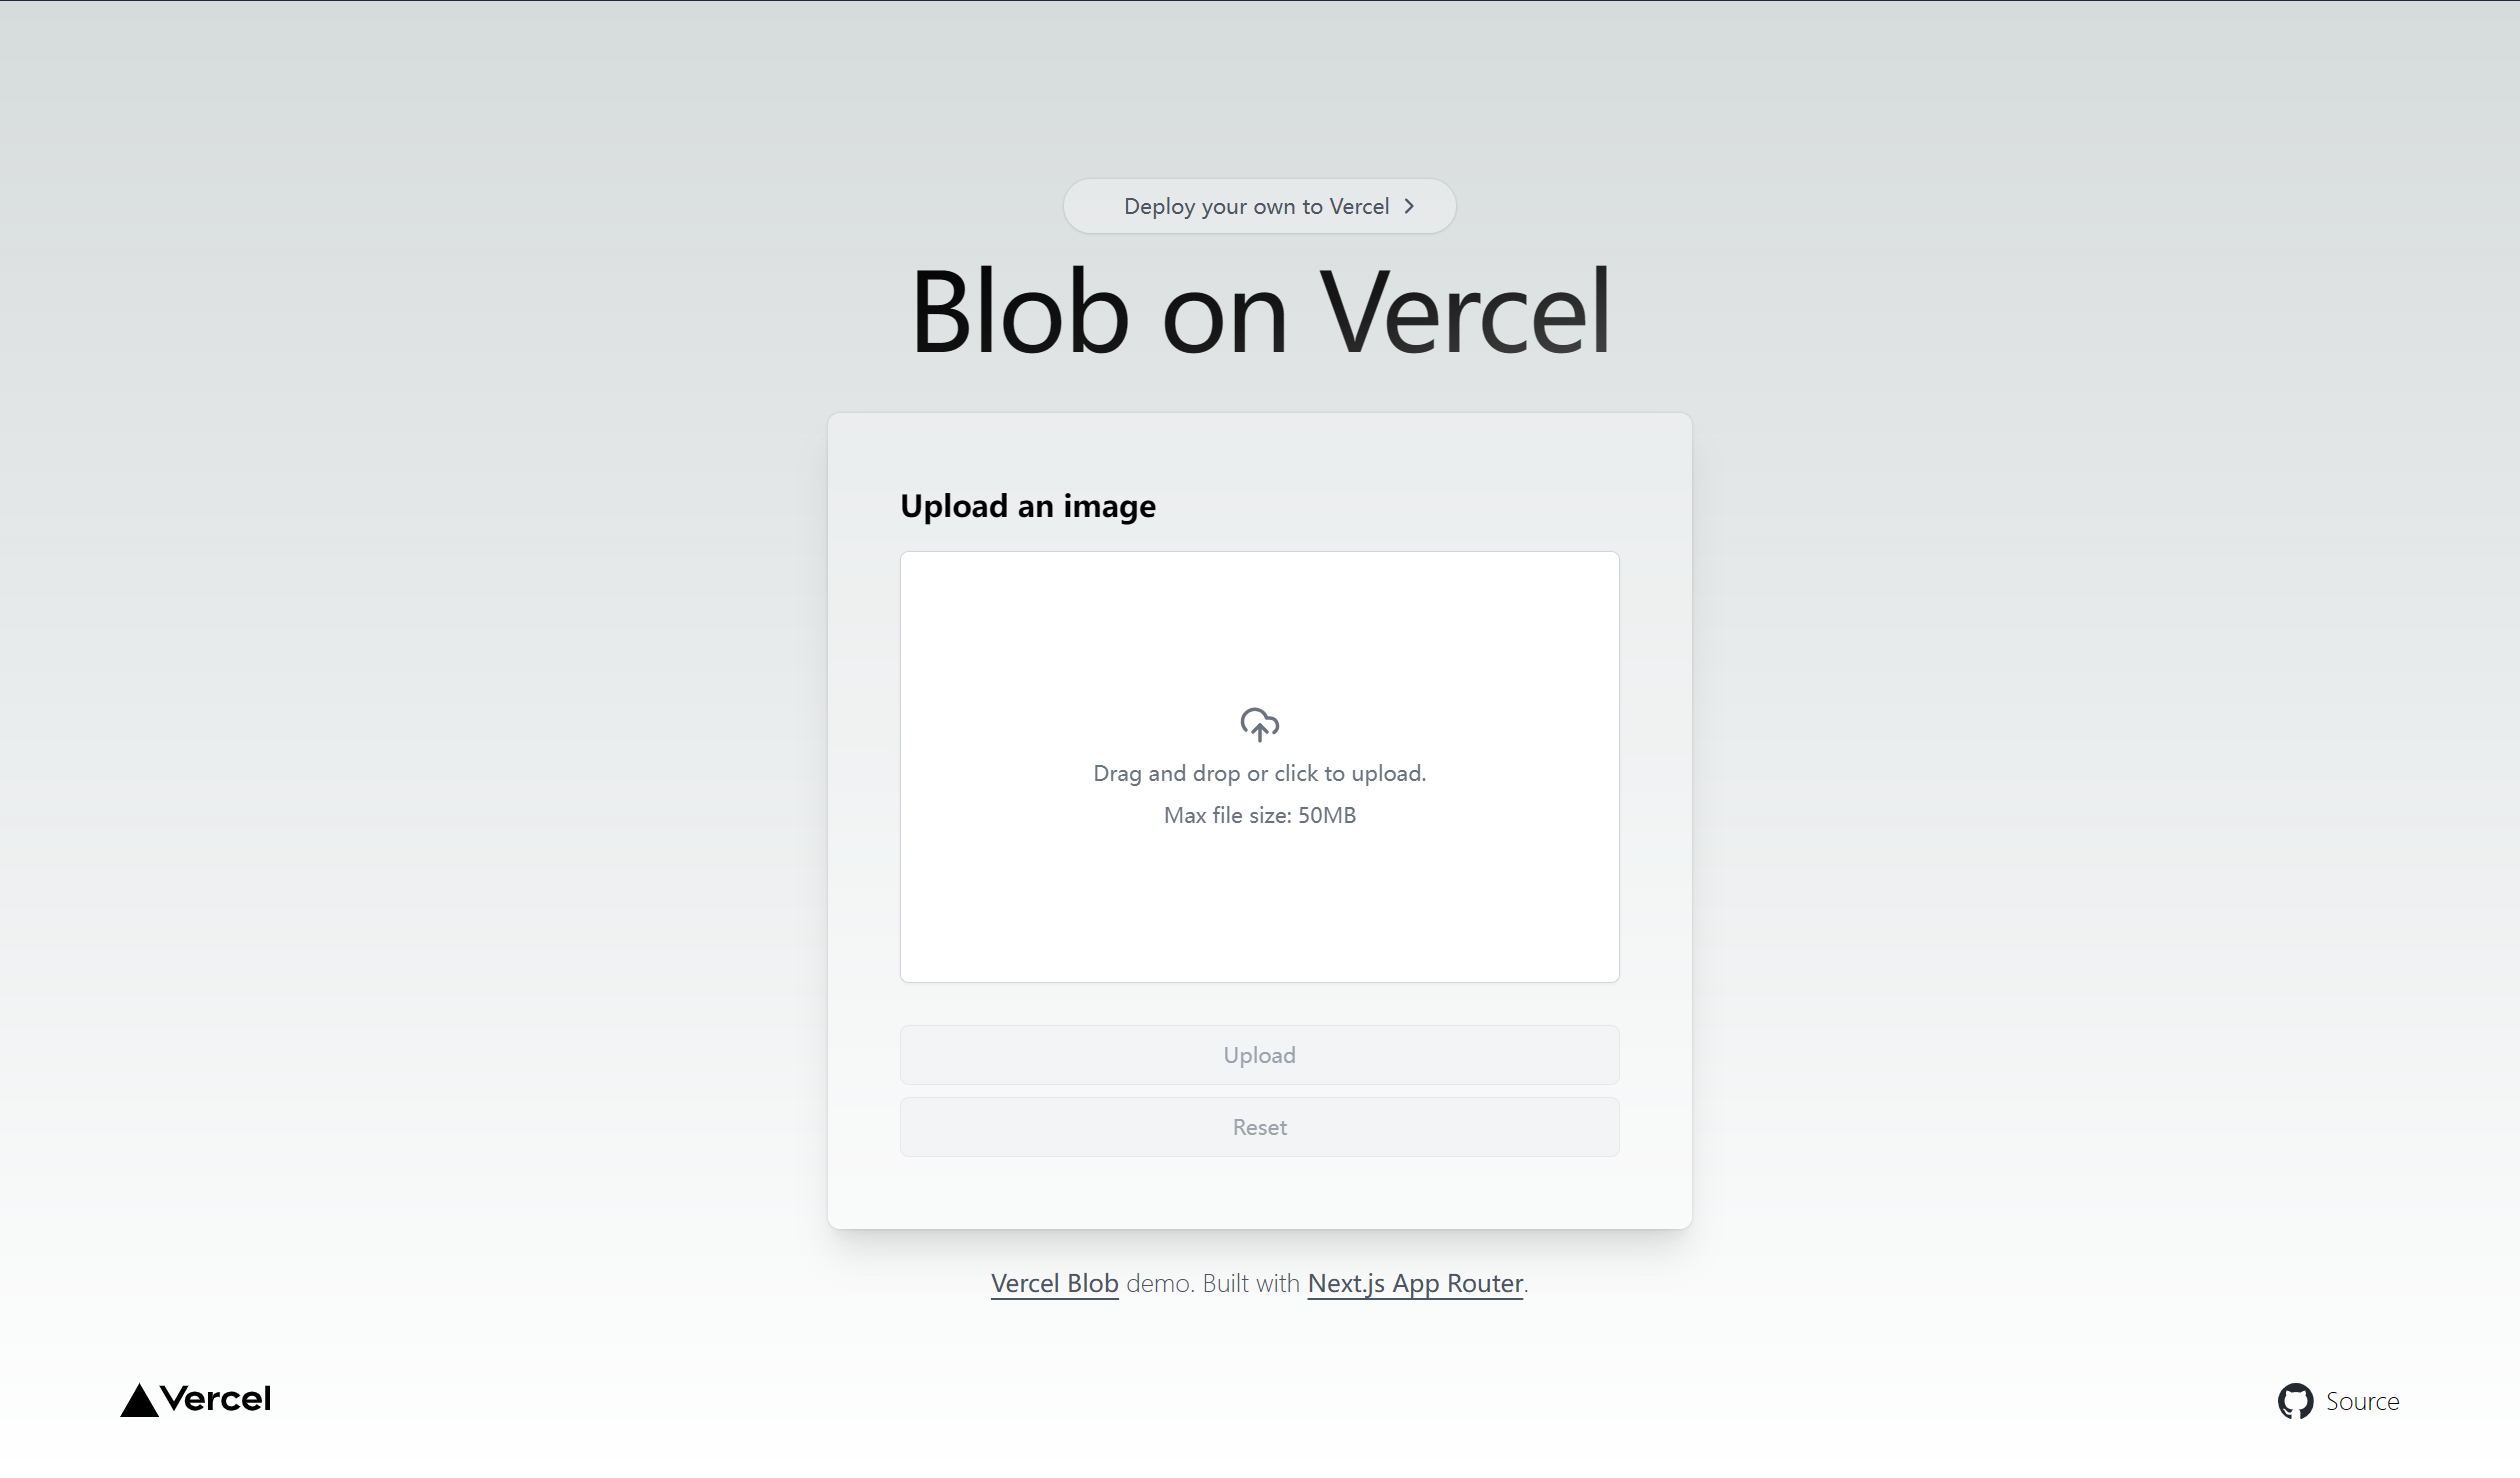 Deploy your own to Vercel
Blob on Vercel
Upload an image
Drag and drop or click to upload.
Max file size: 50MB
Upload
Reset
Vercel Blob demo. Built with Next.js App Router.
Vercel
Source